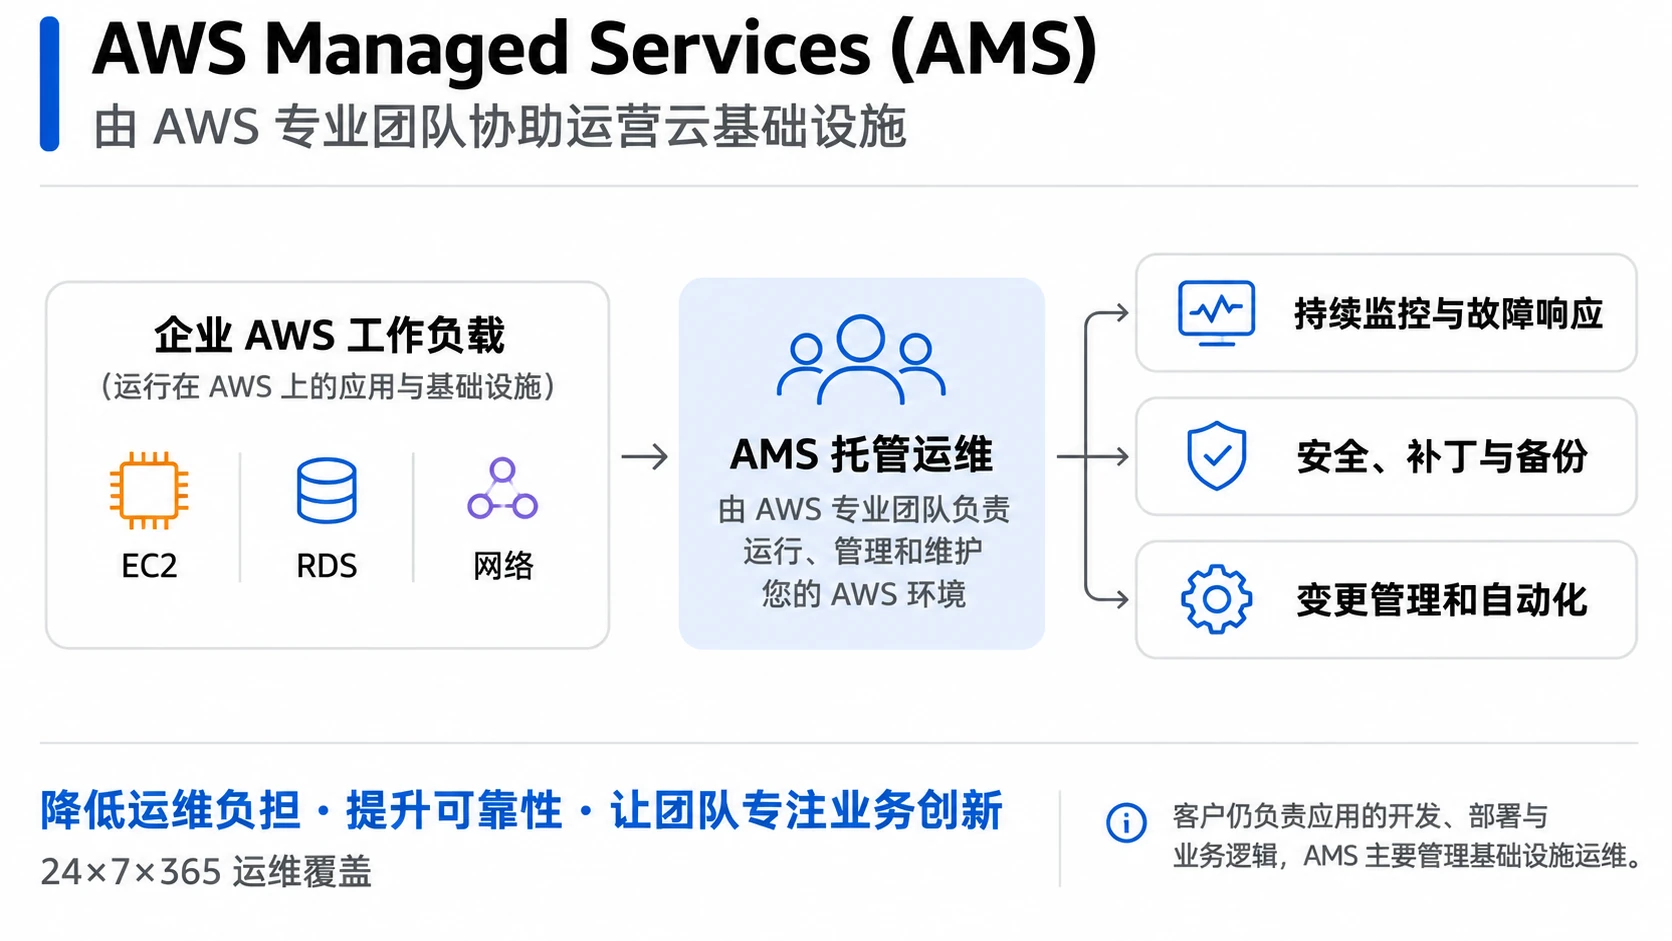 AWS Managed Services (AMS)
由 AWS 专业团队协助运营云基础设施
企业 AWS 工作负载
（运行在 AWS 上的应用与基础设施）
EC2
RDS
网络
AMS 托管运维
由 AWS 专业团队负责
运行、管理和维护
您的 AWS 环境
持续监控与故障响应
安全、补丁与备份
变更管理和自动化
降低运维负担 · 提升可靠性 · 让团队专注业务创新
24×7×365 运维覆盖
客户仍负责应用的开发、部署与
业务逻辑，AMS 主要管理基础设施运维。